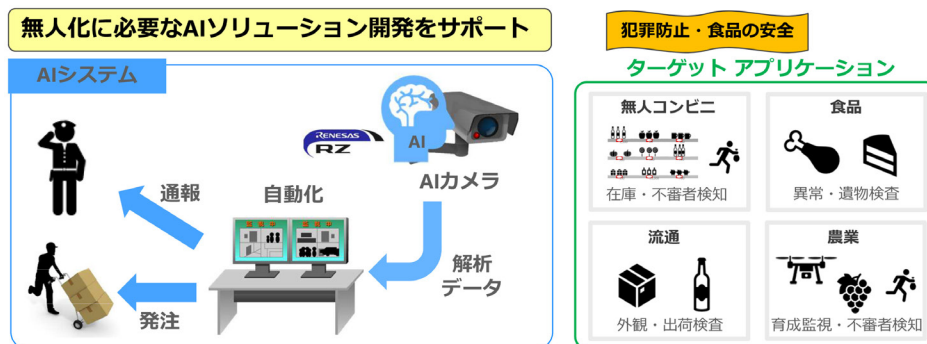 無人化に必要なAIソリューション開発をサポート
AIシステム
RENESAS
RZ
AI
AIカメラ
通報
自動化
解析
データ
発注
犯罪防止・食品の安全
ターゲット アプリケーション
無人コンビニ
在庫・不審者検知
食品
異常・遺物検査
流通
外観・出荷検査
農業
育成監視・不審者検知